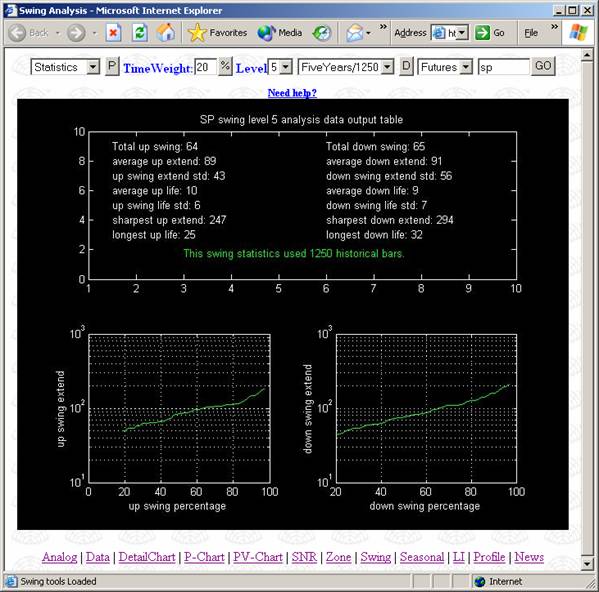 Swing Analysis - Microsoft Internet Explorer
Back Favorites Media Address ht Go File
Statistics P TimeWeight: 20 % Level 5 FiveYears/1250 D Futures sp GO
Need help?
SP swing level 5 analysis data output table
10
Total up swing: 64 Total down swing: 65
average up extend: 89 average down extend: 91
8
up swing extend std: 43 down swing extend std: 56
average up life: 10 average down life: 9
6
up swing life std: 6 down swing life std: 7
4
sharpest up extend: 247 sharpest down extend: 294
longest up life: 25 longest down life: 32
2
This swing statistics used 1250 historical bars.
0
1 2 3 4 5 6 7 8 9 10
10^3 10^3
up swing extend down swing extend
10^2 10^2
10^1 10^1
0 20 40 60 80 100 20 40 60 80 100
up swing percentage down swing percentage
Analog | Data | DetailChart | P-Chart | PV-Chart | SNR | Zone | Swing | Seasonal | LI | Profile | News
Swing tools Loaded Internet